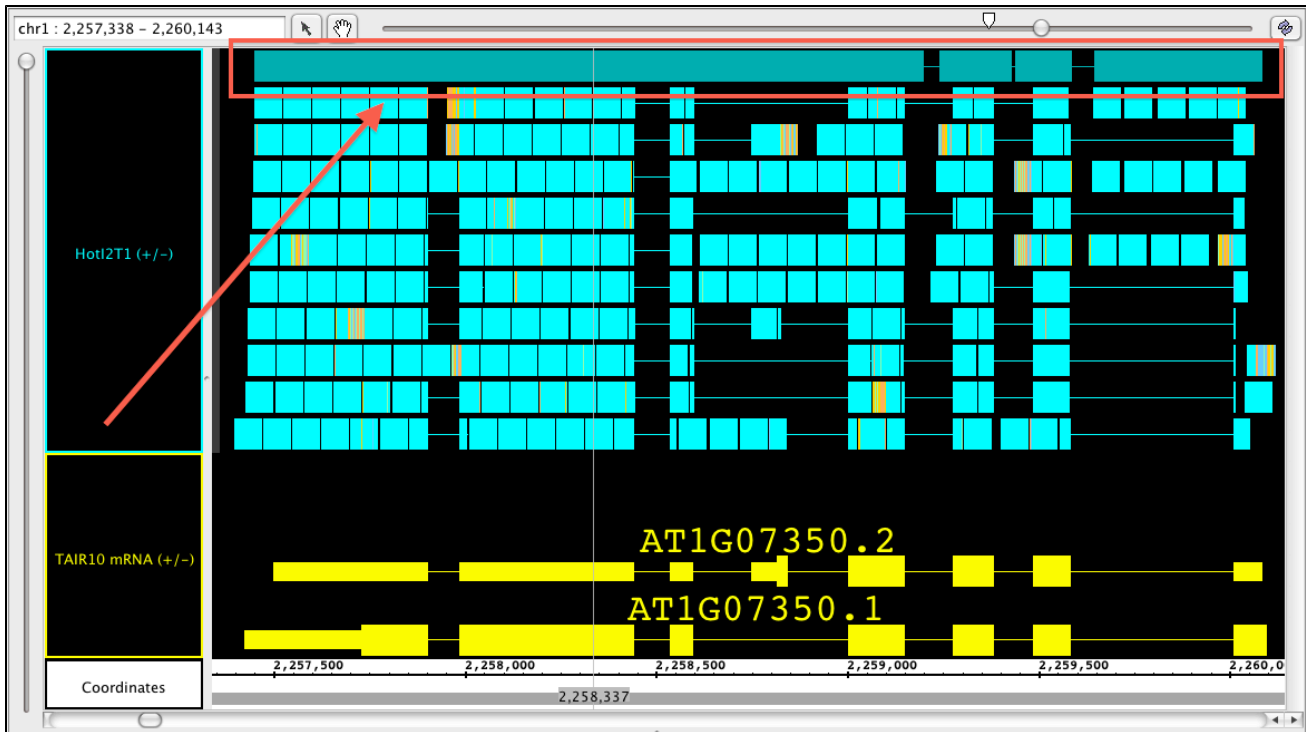 chr1 : 2,257,338 - 2,260,143
HotI2T1 (+/-)
TAIR10 mRNA (+/-)
AT1G07350.2
AT1G07350.1
2,257,500 2,258,000 2,258,500 2,259,000 2,259,500 2,260,0
Coordinates
2,258,337